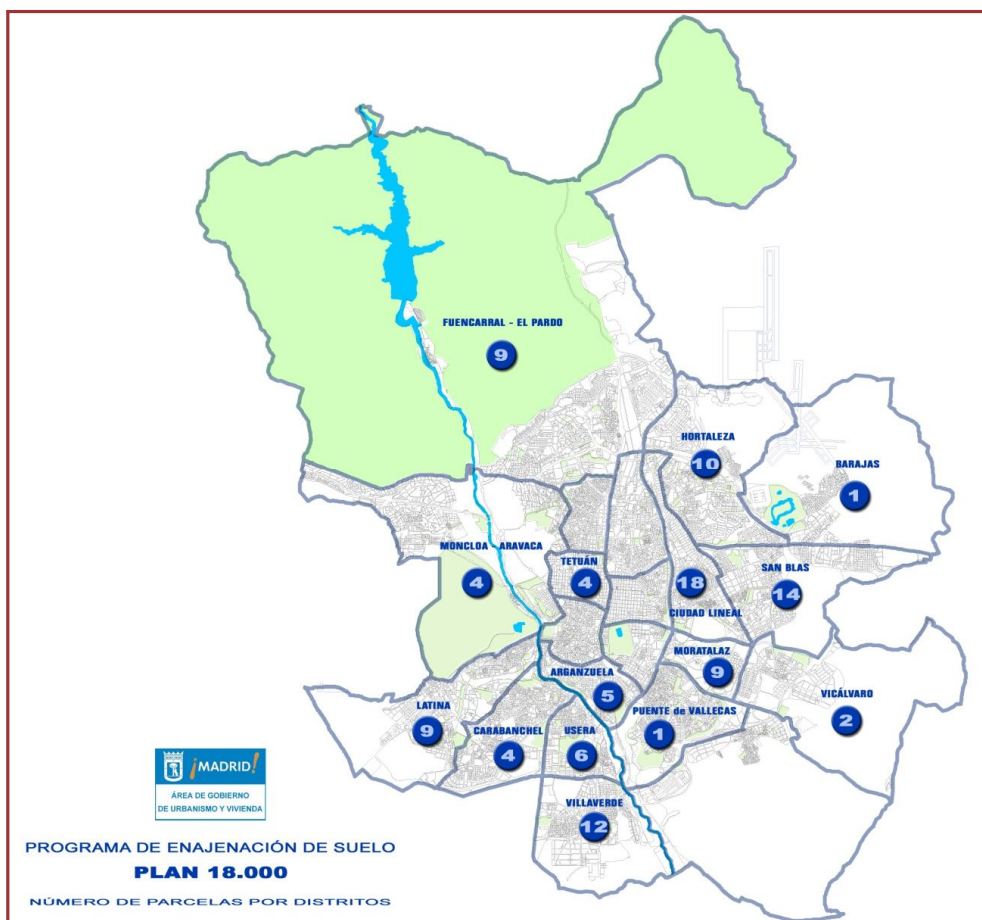 FUENCARRAL - EL PARDO
9
HORTALEZA
10
BARAJAS
1
MONCLOA ARAVACA
4
TETUÁN
4
18
CIUDAD LINEAL
SAN BLAS
14
MORATALAZ
9
ARGANZUELA
5
VICÁLVARO
2
LATINA
9
CARABANCHEL
4
USERA
6
PUENTE de VALLECAS
1
VILLAVERDE
12
¡MADRID!
ÁREA DE GOBIERNO
DE URBANISMO Y VIVIENDA
PROGRAMA DE ENAJENACIÓN DE SUELO
PLAN 18.000
NÚMERO DE PARCELAS POR DISTRITOS